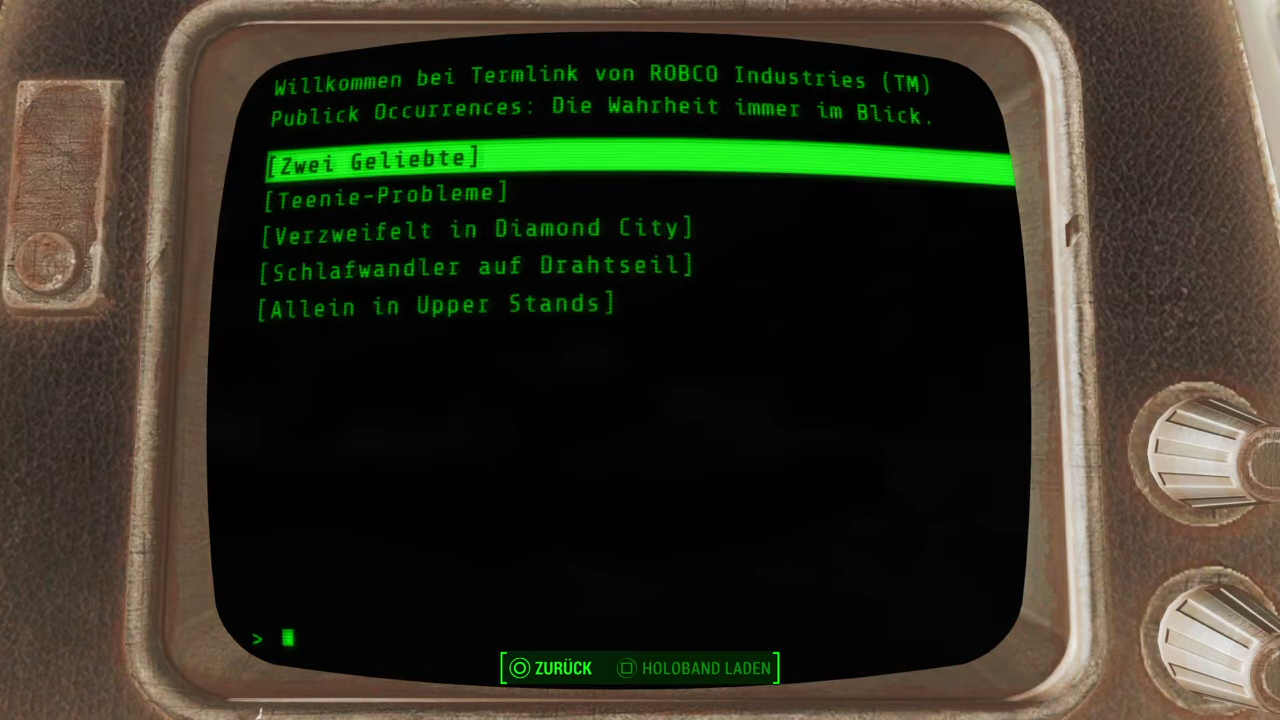 Willkommen bei Termlink von ROBCO Industries (TM)
Publick Occurrences: Die Wahrheit immer im Blick.
[Zwei Geliebte]
[Teenie-Probleme]
[Verzweifelt in Diamond City]
[Schlafwandler auf Drahtseil]
[Allein in Upper Stands]
>
ZURÜCK HOLOBAND LADEN